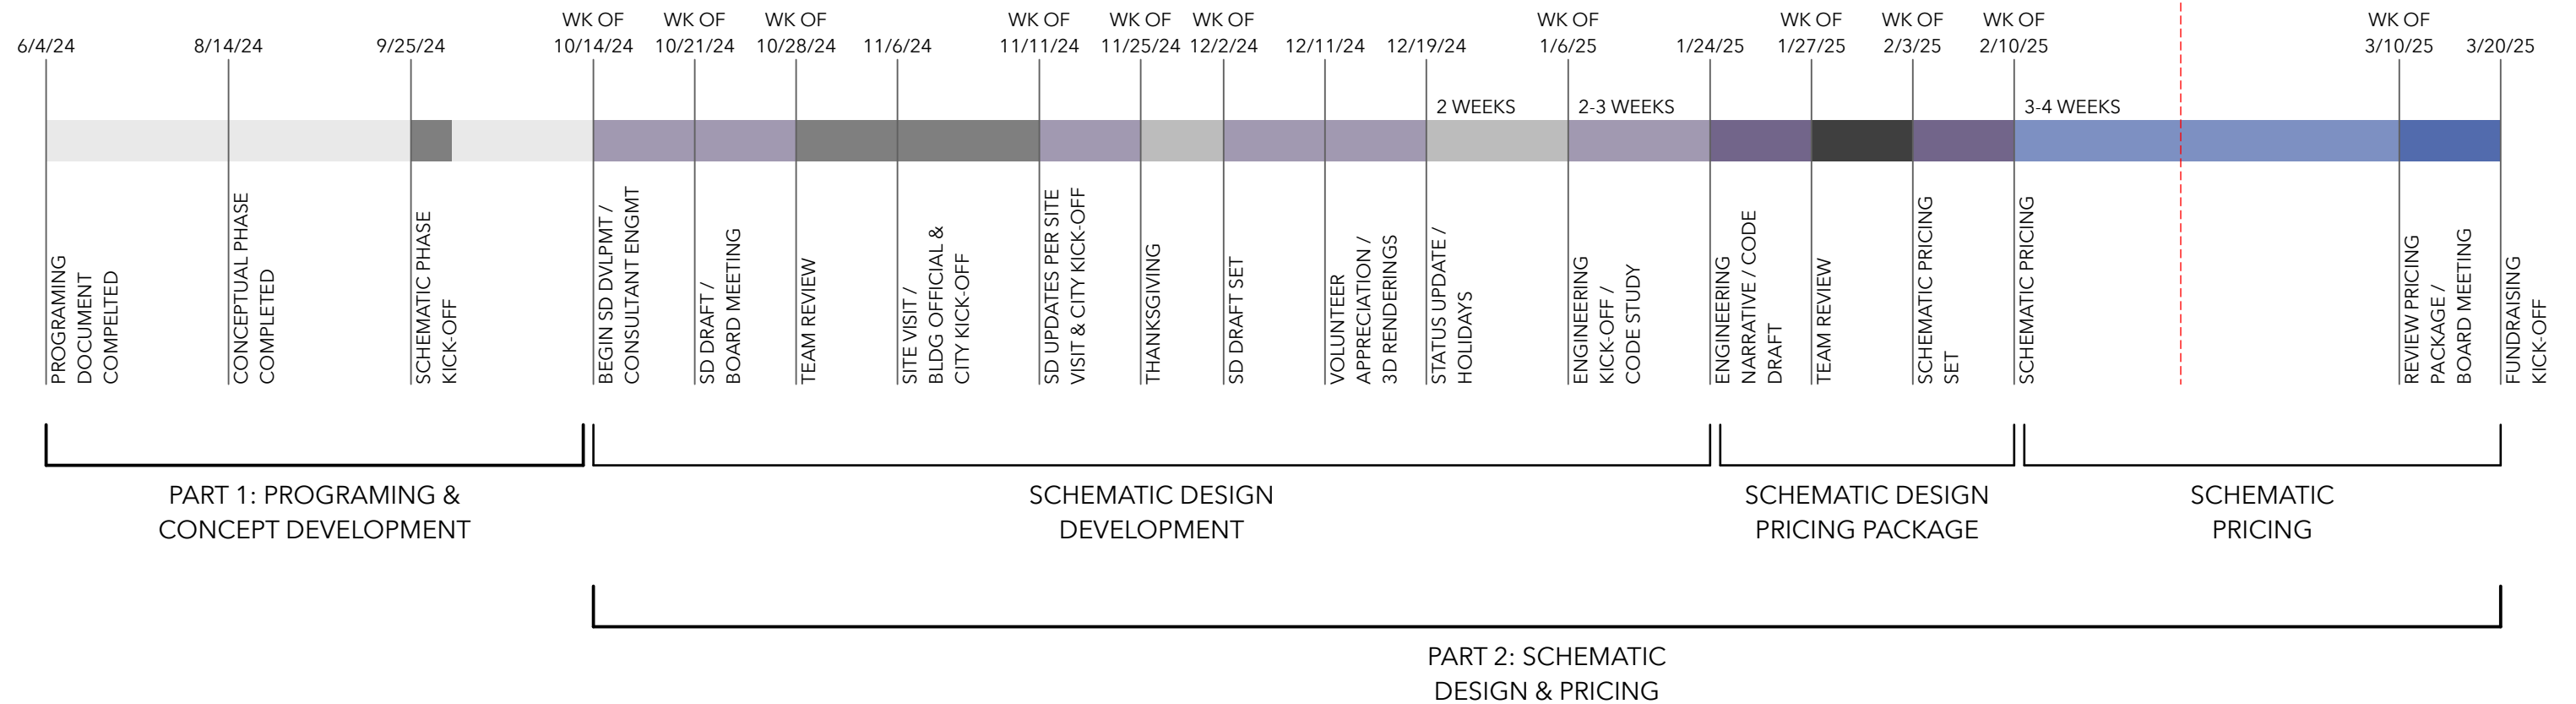 6/4/24
8/14/24
9/25/24
WK OF
10/14/24
WK OF
10/21/24
WK OF
10/28/24
11/6/24
WK OF
11/11/24
WK OF
11/25/24
WK OF
12/2/24
12/11/24
12/19/24
WK OF
1/6/25
1/24/25
WK OF
1/27/25
WK OF
2/3/25
WK OF
2/10/25
WK OF
3/10/25
3/20/25
2 WEEKS
2-3 WEEKS
3-4 WEEKS
PROGRAMING
DOCUMENT
COMPELTED
CONCEPTUAL PHASE
COMPLETED
SCHEMATIC PHASE
KICK-OFF
BEGIN SD DVLPMT /
CONSULTANT ENGMT
SD DRAFT /
BOARD MEETING
TEAM REVIEW
SITE VISIT /
BLDG OFFICIAL &
CITY KICK-OFF
SD UPDATES PER SITE
VISIT & CITY KICK-OFF
THANKSGIVING
SD DRAFT SET
VOLUNTEER
APPRECIATION /
3D RENDERINGS
STATUS UPDATE /
HOLIDAYS
ENGINEERING
KICK-OFF /
CODE STUDY
ENGINEERING
NARRATIVE / CODE
DRAFT
TEAM REVIEW
SCHEMATIC PRICING
SET
SCHEMATIC PRICING
REVIEW PRICING
PACKAGE /
BOARD MEETING
FUNDRAISING
KICK-OFF
PART 1: PROGRAMING &
CONCEPT DEVELOPMENT
SCHEMATIC DESIGN
DEVELOPMENT
SCHEMATIC DESIGN
PRICING PACKAGE
SCHEMATIC
PRICING
PART 2: SCHEMATIC
DESIGN & PRICING